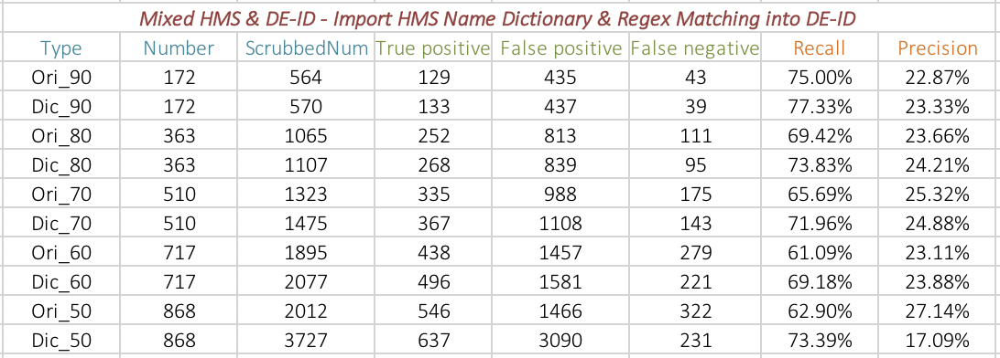 Mixed HMS & DE-ID - Import HMS Name Dictionary & Regex Matching into DE-ID
Type Number ScrubbedNum True positive False positive False negative Recall Precision
Ori_90 172 564 129 435 43 75.00% 22.87%
Dic_90 172 570 133 437 39 77.33% 23.33%
Ori_80 363 1065 252 813 111 69.42% 23.66%
Dic_80 363 1107 268 839 95 73.83% 24.21%
Ori_70 510 1323 335 988 175 65.69% 25.32%
Dic_70 510 1475 367 1108 143 71.96% 24.88%
Ori_60 717 1895 438 1457 279 61.09% 23.11%
Dic_60 717 2077 496 1581 221 69.18% 23.88%
Ori_50 868 2012 546 1466 322 62.90% 27.14%
Dic_50 868 3727 637 3090 231 73.39% 17.09%